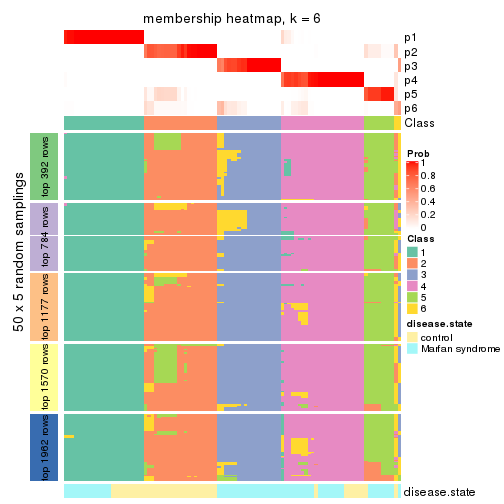 membership heatmap, k = 6
p1
p2
p3
p4
p5
p6
Class
50 x 5 random samplings
top 392 rows
top 784 rows
top 1177 rows
top 1570 rows
top 1962 rows
Prob
1
0.8
0.6
0.4
0.2
0
Class
1
2
3
4
5
6
disease.state
control
Marfan syndrome
disease.state